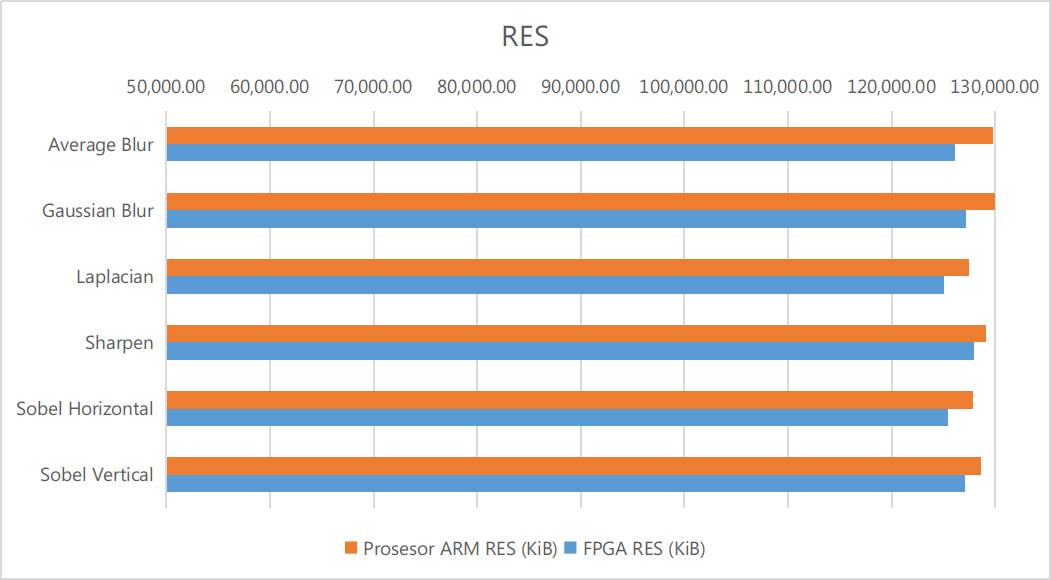 RES
50,000.00 60,000.00 70,000.00 80,000.00 90,000.00 100,000.00 110,000.00 120,000.00 130,000.00
Average Blur
Gaussian Blur
Laplacian
Sharpen
Sobel Horizontal
Sobel Vertical
Prosesor ARM RES (KiB) FPGA RES (KiB)